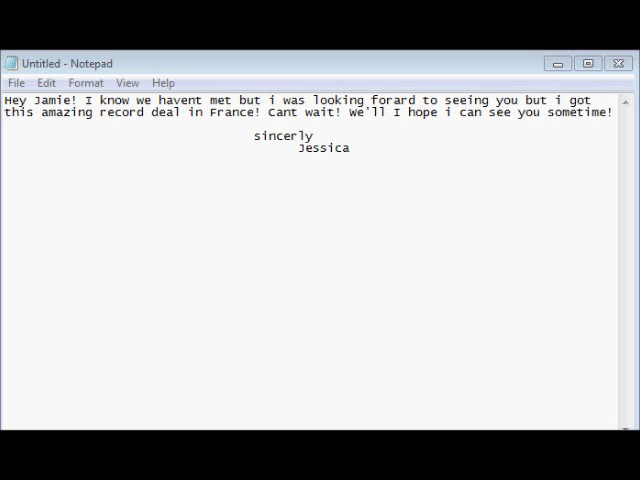 Untitled - Notepad
File Edit Format View Help
Hey Jamie! I know we havent met but i was looking forard to seeing you but i got
this amazing record deal in France! Cant wait! We'll I hope i can see you sometime!
sincerly
Jessica